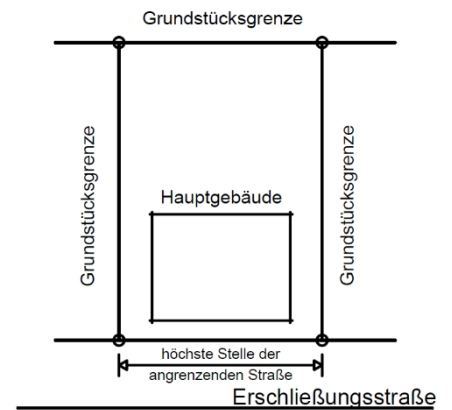 Grundstücksgrenze
Grundstücksgrenze
Grundstücksgrenze
Hauptgebäude
höchste Stelle der
angrenzenden Straße
Erschließungsstraße